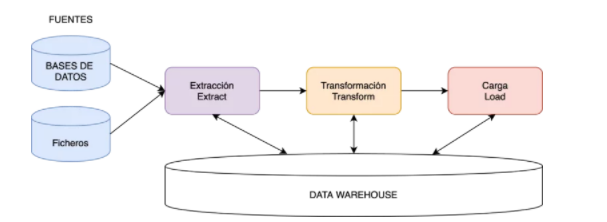 FUENTES
BASES DE
DATOS
Ficheros
Extracción
Extract
Transformación
Transform
Carga
Load
DATA WAREHOUSE